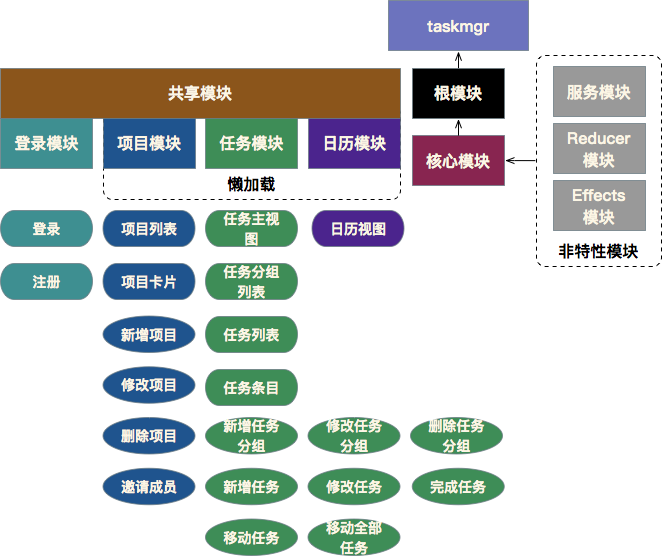 taskmgr
共享模块
根模块
服务模块
登录模块
项目模块
任务模块
日历模块
核心模块
Reducer
模块
懒加载
Effects
模块
非特性模块
登录
项目列表
任务主视
图
日历视图
注册
项目卡片
任务分组
列表
新增项目
任务列表
修改项目
任务条目
删除项目
新增任务
分组
修改任务
分组
删除任务
分组
邀请成员
新增任务
修改任务
完成任务
移动任务
移动全部
任务